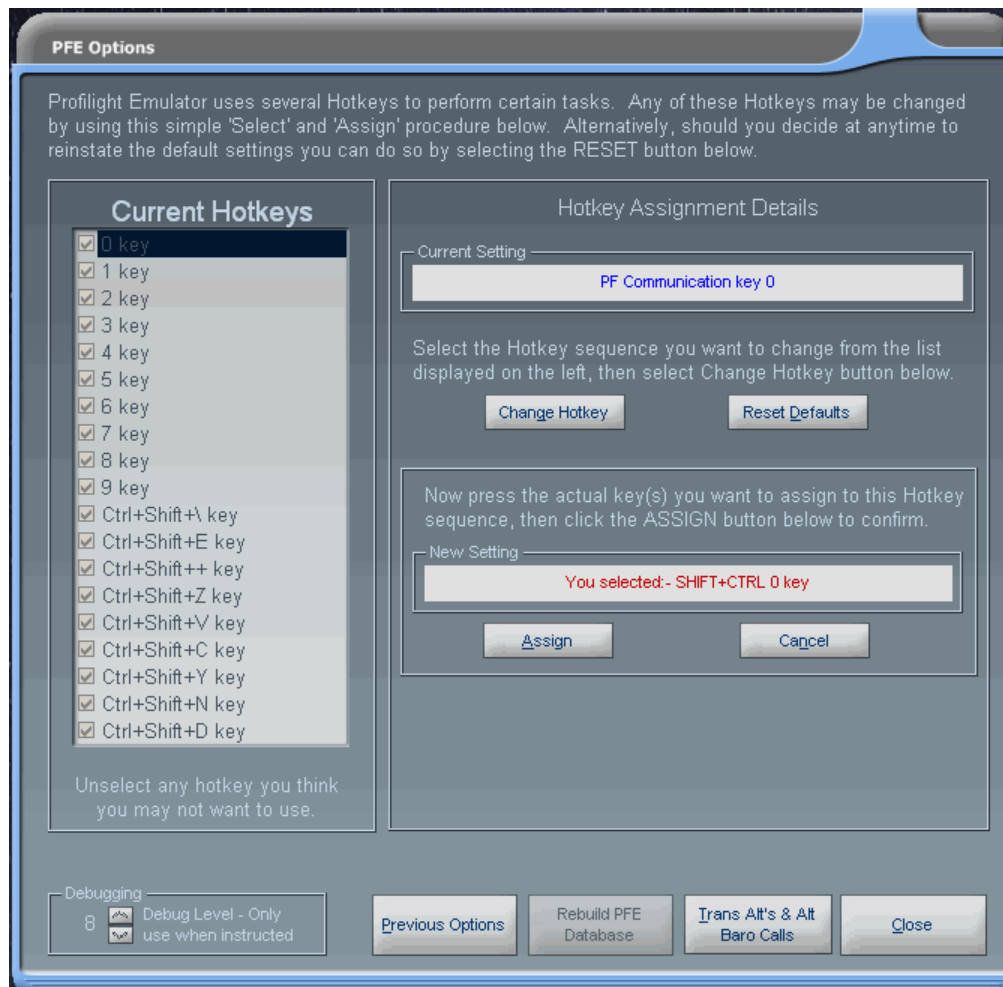 PFE Options
Profilight Emulator uses several Hotkeys to perform certain tasks. Any of these Hotkeys may be changed
by using this simple 'Select' and 'Assign' procedure below. Alternatively, should you decide at anytime to
reinstate the default settings you can do so by selecting the RESET button below.
Current Hotkeys
0 key
1 key
2 key
3 key
4 key
5 key
6 key
7 key
8 key
9 key
Ctrl+Shift+\ key
Ctrl+Shift+E key
Ctrl+Shift++ key
Ctrl+Shift+Z key
Ctrl+Shift+V key
Ctrl+Shift+C key
Ctrl+Shift+Y key
Ctrl+Shift+N key
Ctrl+Shift+D key
Unselect any hotkey you think
you may not want to use.
Hotkey Assignment Details
Current Setting
PF Communication key 0
Select the Hotkey sequence you want to change from the list
displayed on the left, then select Change Hotkey button below.
Change Hotkey
Reset Defaults
Now press the actual key(s) you want to assign to this Hotkey
sequence, then click the ASSIGN button below to confirm.
New Setting
You selected:- SHIFT+CTRL 0 key
Assign
Cancel
Debugging
8
Debug Level - Only
use when instructed
Previous Options
Rebuild PFE
Database
Trans Alt's & Alt
Baro Calls
Close